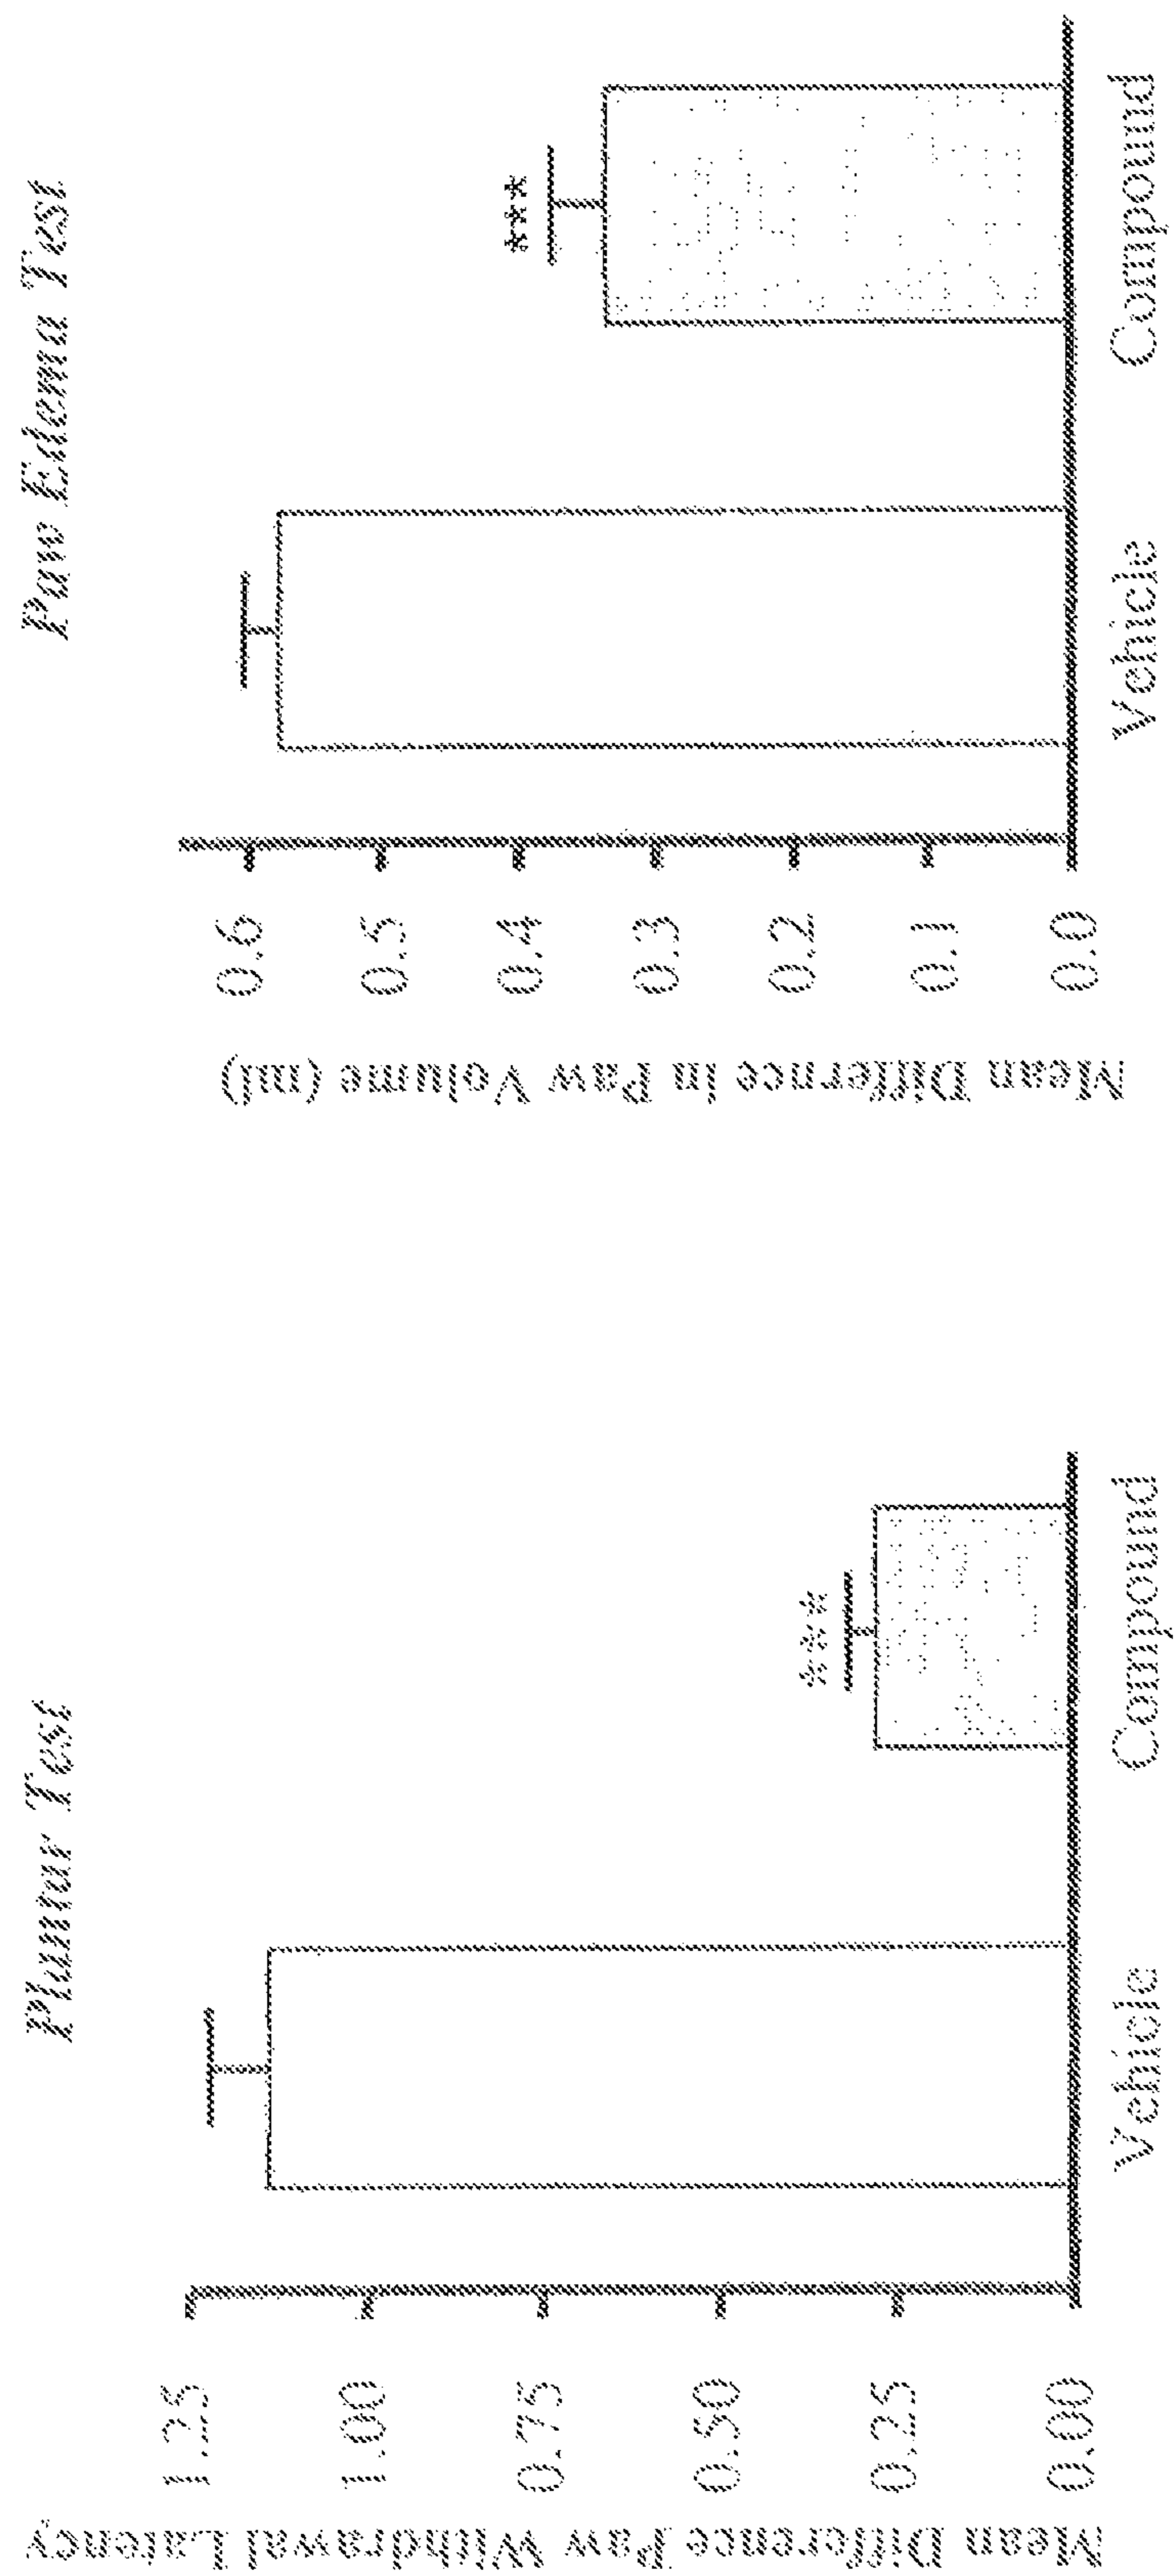 Plantar Test
Mean Difference Paw Withdrawal Latency
1.25
1.00
0.75
0.50
0.25
0.00
***
Vehicle
Compound
Paw Edema Test
Mean Differnce in Paw Volume (ml)
0.6
0.5
0.4
0.3
0.2
0.1
0.0
***
Vehicle
Compound